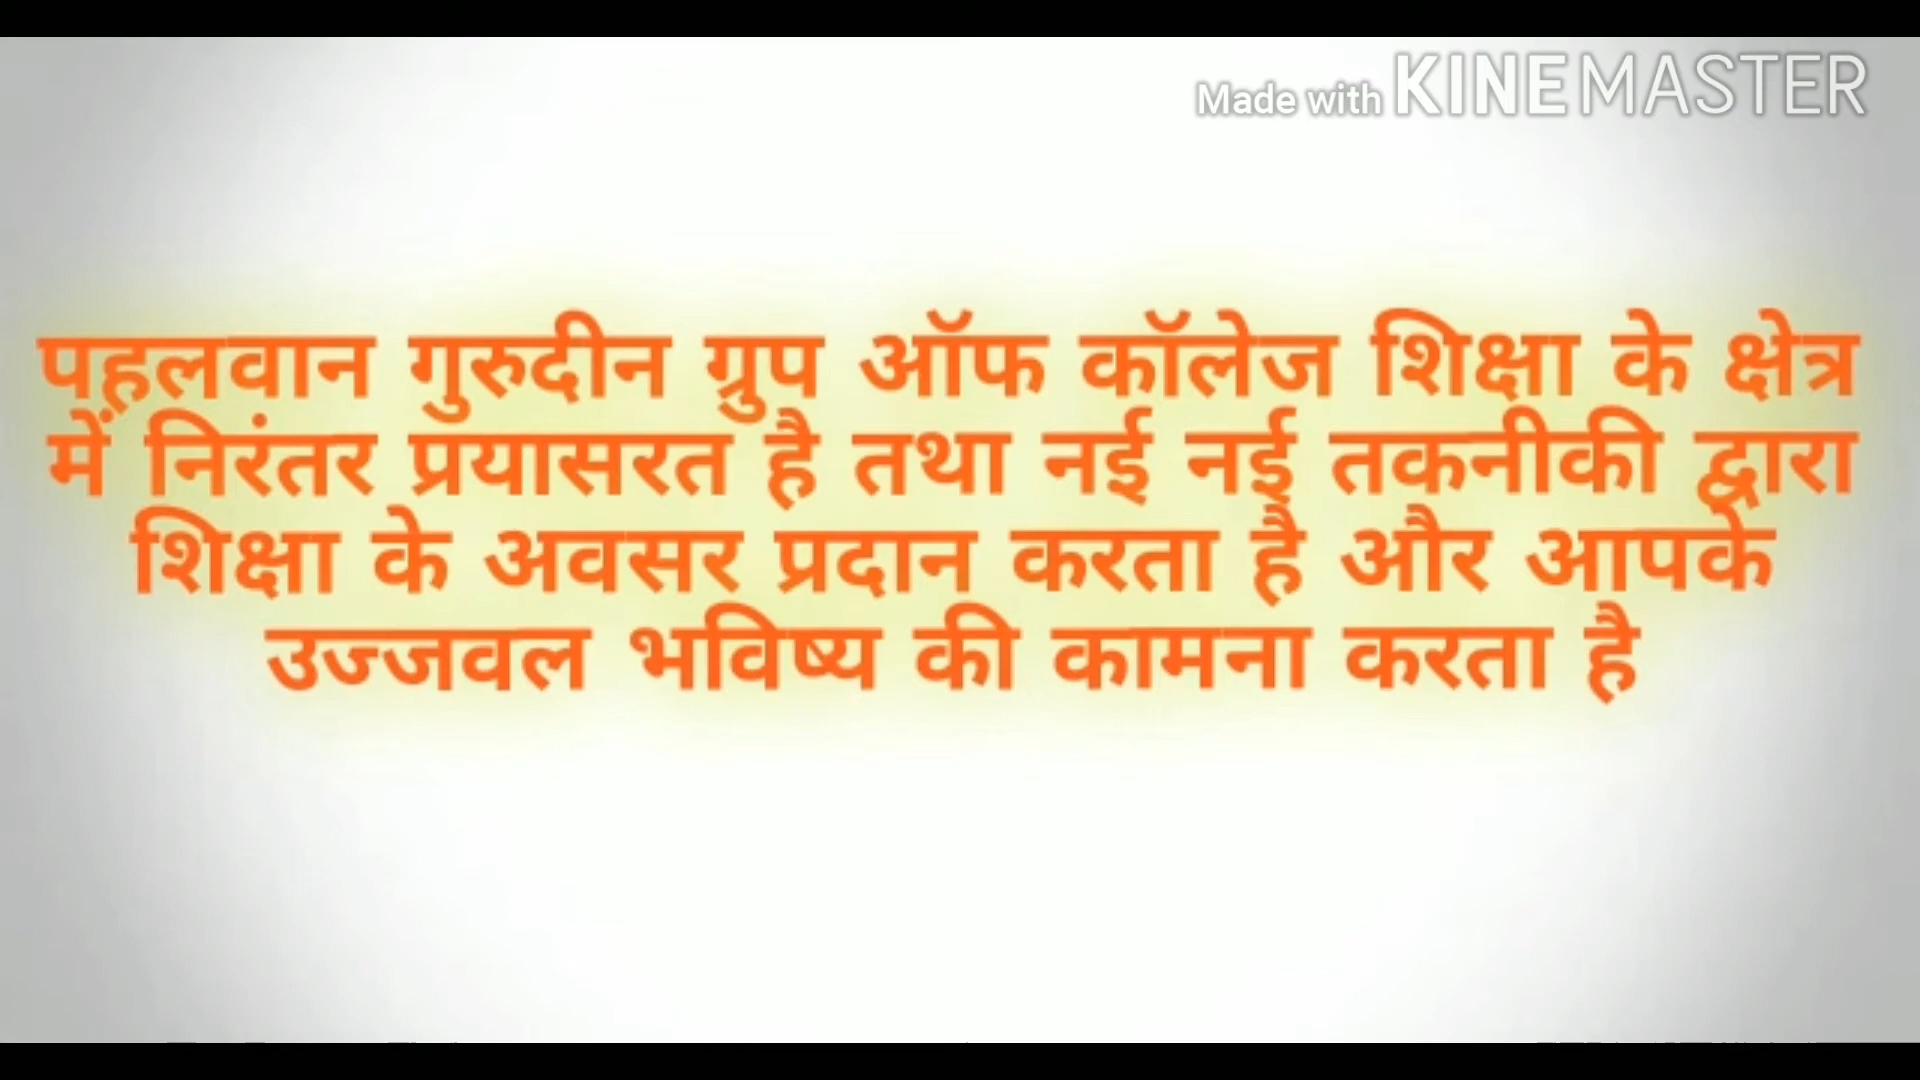 Made with KINEMASTER
पहलवान गुरुदीन ग्रुप ऑफ कॉलेज शिक्षा के क्षेत्र
में निरंतर प्रयासरत है तथा नई नई तकनीकी द्वारा
शिक्षा के अवसर प्रदान करता है और आपके
उज्जवल भविष्य की कामना करता है